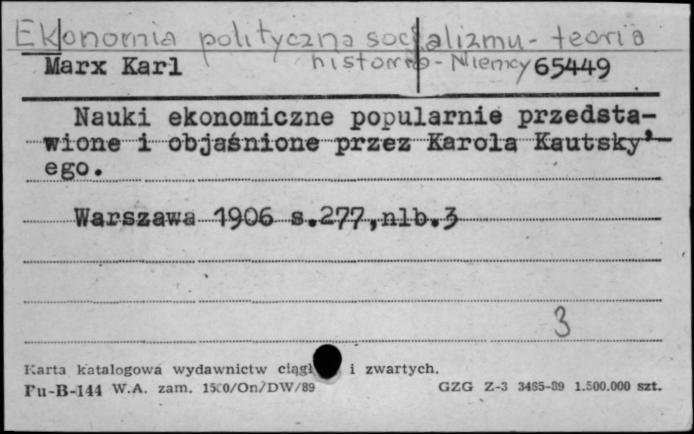 Ekonomia polityczna socjalizmu - teoria
historia - Niemcy
Marx Karl 65449
Nauki ekonomiczne popularnie przedsta-
wione i objaśnione przez Karola Kautsky'-
ego.
Warszawa 1906 s.277,nlb.3
3
Karta katalogowa wydawnictw i zwartych.
Pu-B-144 W.A. zam. 1500/On/DW/89 GZG Z-3 3485-89 1.500.000 szt.